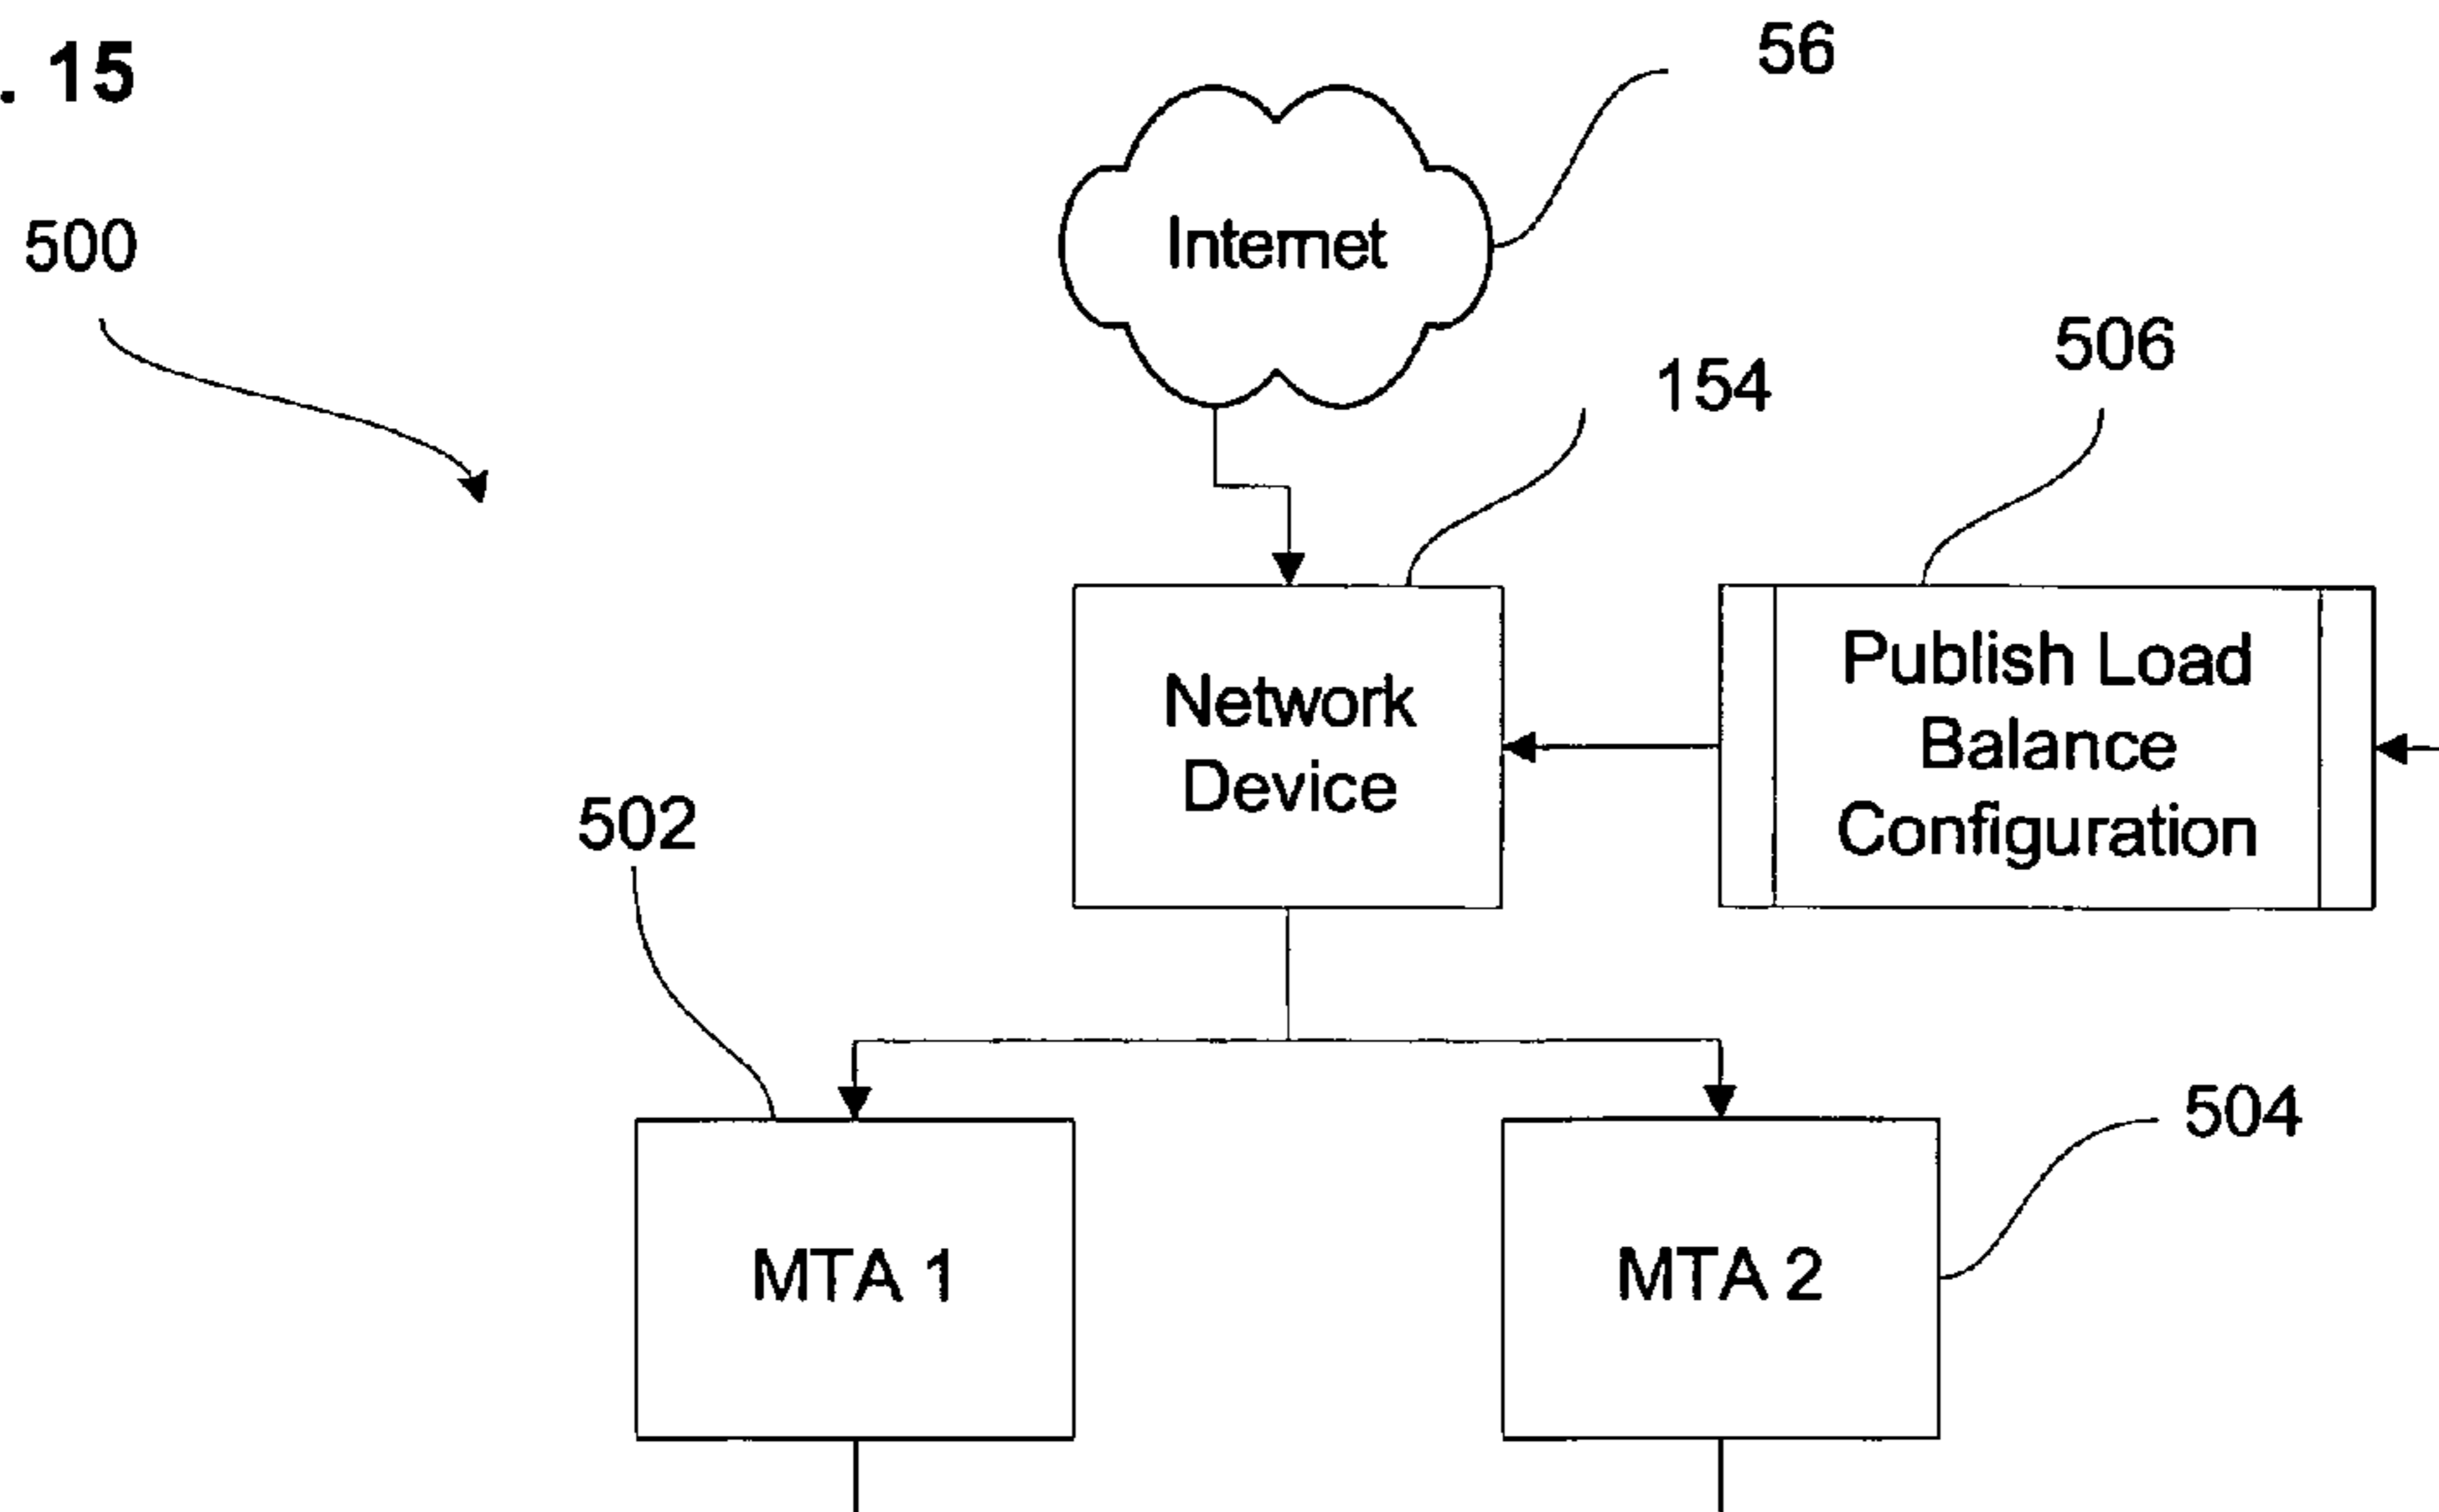 . 15
56
500
Internet
506
154
Publish Load
Balance
Configuration
Network
Device
502
504
MTA 1
MTA 2